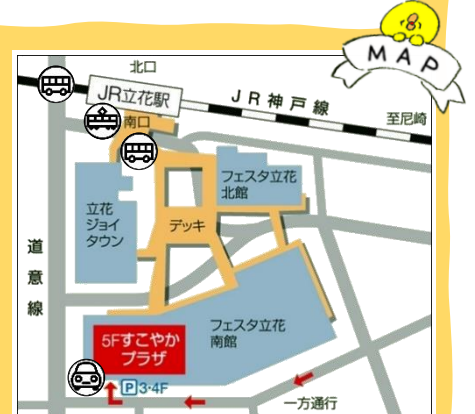 MAP
北口
JR立花駅
JR神戸線
至尼崎
南口
フェスタ立花
北館
立花
ジョイ
タウン
デッキ
道意線
フェスタ立花
南館
5Fすこやか
プラザ
P3・4F
一方通行